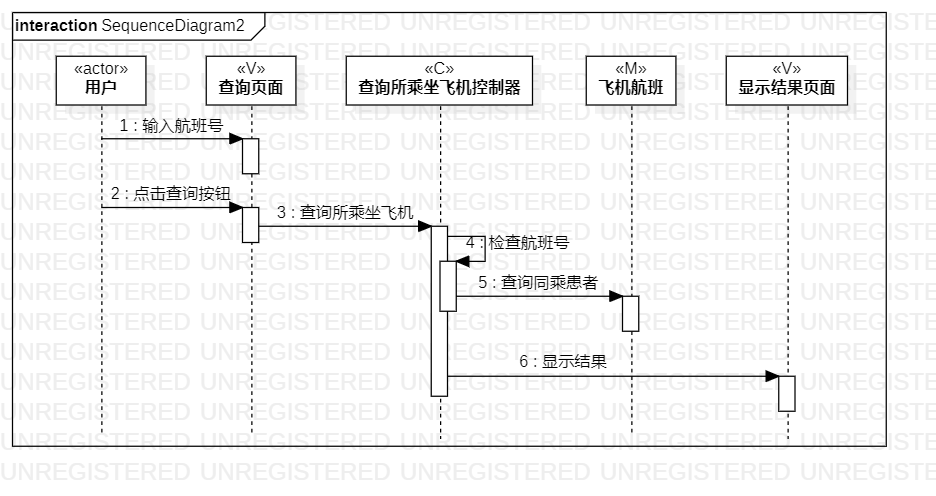 interaction SequenceDiagram2
«actor»
用户
«V»
查询页面
«C»
查询所乘坐飞机控制器
«M»
飞机航班
«V»
显示结果页面
1 : 输入航班号
2 : 点击查询按钮
3 : 查询所乘坐飞机
4 : 检查航班号
5 : 查询同乘患者
6 : 显示结果
UNREGISTERED UNREGISTERED UNREGISTERED UNREGISTERED UNREGISTERED